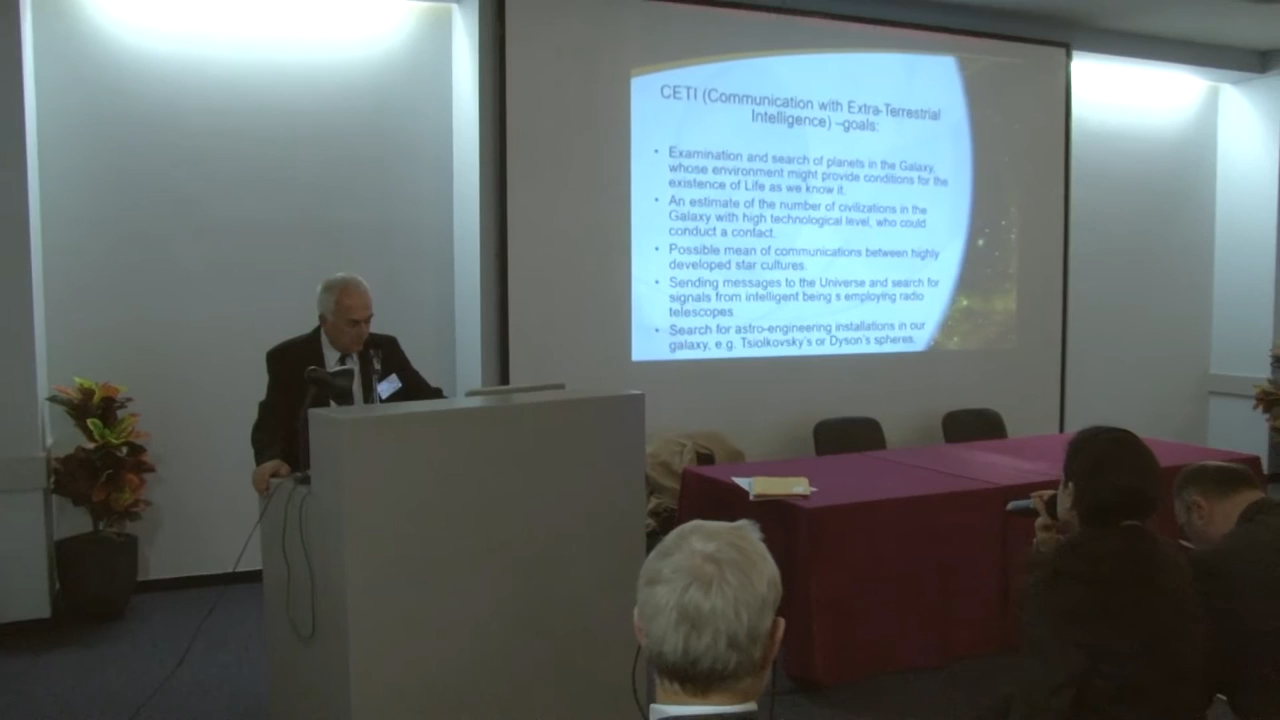 CETI (Communication with Extra-Terrestrial
Intelligence) –goals:
• Examination and search of planets in the Galaxy,
whose environment might provide conditions for the
existence of Life as we know it.
• An estimate of the number of civilizations in the
Galaxy with high technological level, who could
conduct a contact.
• Possible mean of communications between highly
developed star cultures.
• Sending messages to the Universe and search for
signals from intelligent being s employing radio
telescopes
• Search for astro-engineering installations in our
galaxy, e.g. Tsiolkovsky's or Dyson's spheres.